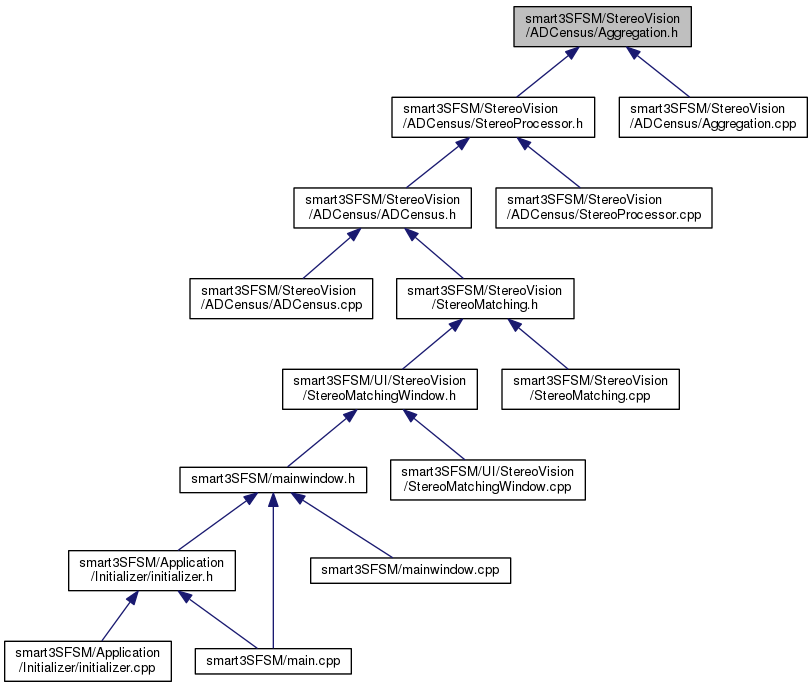 smart3SFSM/StereoVision
/ADCensus/Aggregation.h
smart3SFSM/StereoVision
/ADCensus/StereoProcessor.h
smart3SFSM/StereoVision
/ADCensus/Aggregation.cpp
smart3SFSM/StereoVision
/ADCensus/ADCensus.h
smart3SFSM/StereoVision
/ADCensus/StereoProcessor.cpp
smart3SFSM/StereoVision
/ADCensus/ADCensus.cpp
smart3SFSM/StereoVision
/StereoMatching.h
smart3SFSM/UI/StereoVision
/StereoMatchingWindow.h
smart3SFSM/StereoVision
/StereoMatching.cpp
smart3SFSM/mainwindow.h
smart3SFSM/UI/StereoVision
/StereoMatchingWindow.cpp
smart3SFSM/Application
/Initializer/initializer.h
smart3SFSM/mainwindow.cpp
smart3SFSM/Application
/Initializer/initializer.cpp
smart3SFSM/main.cpp